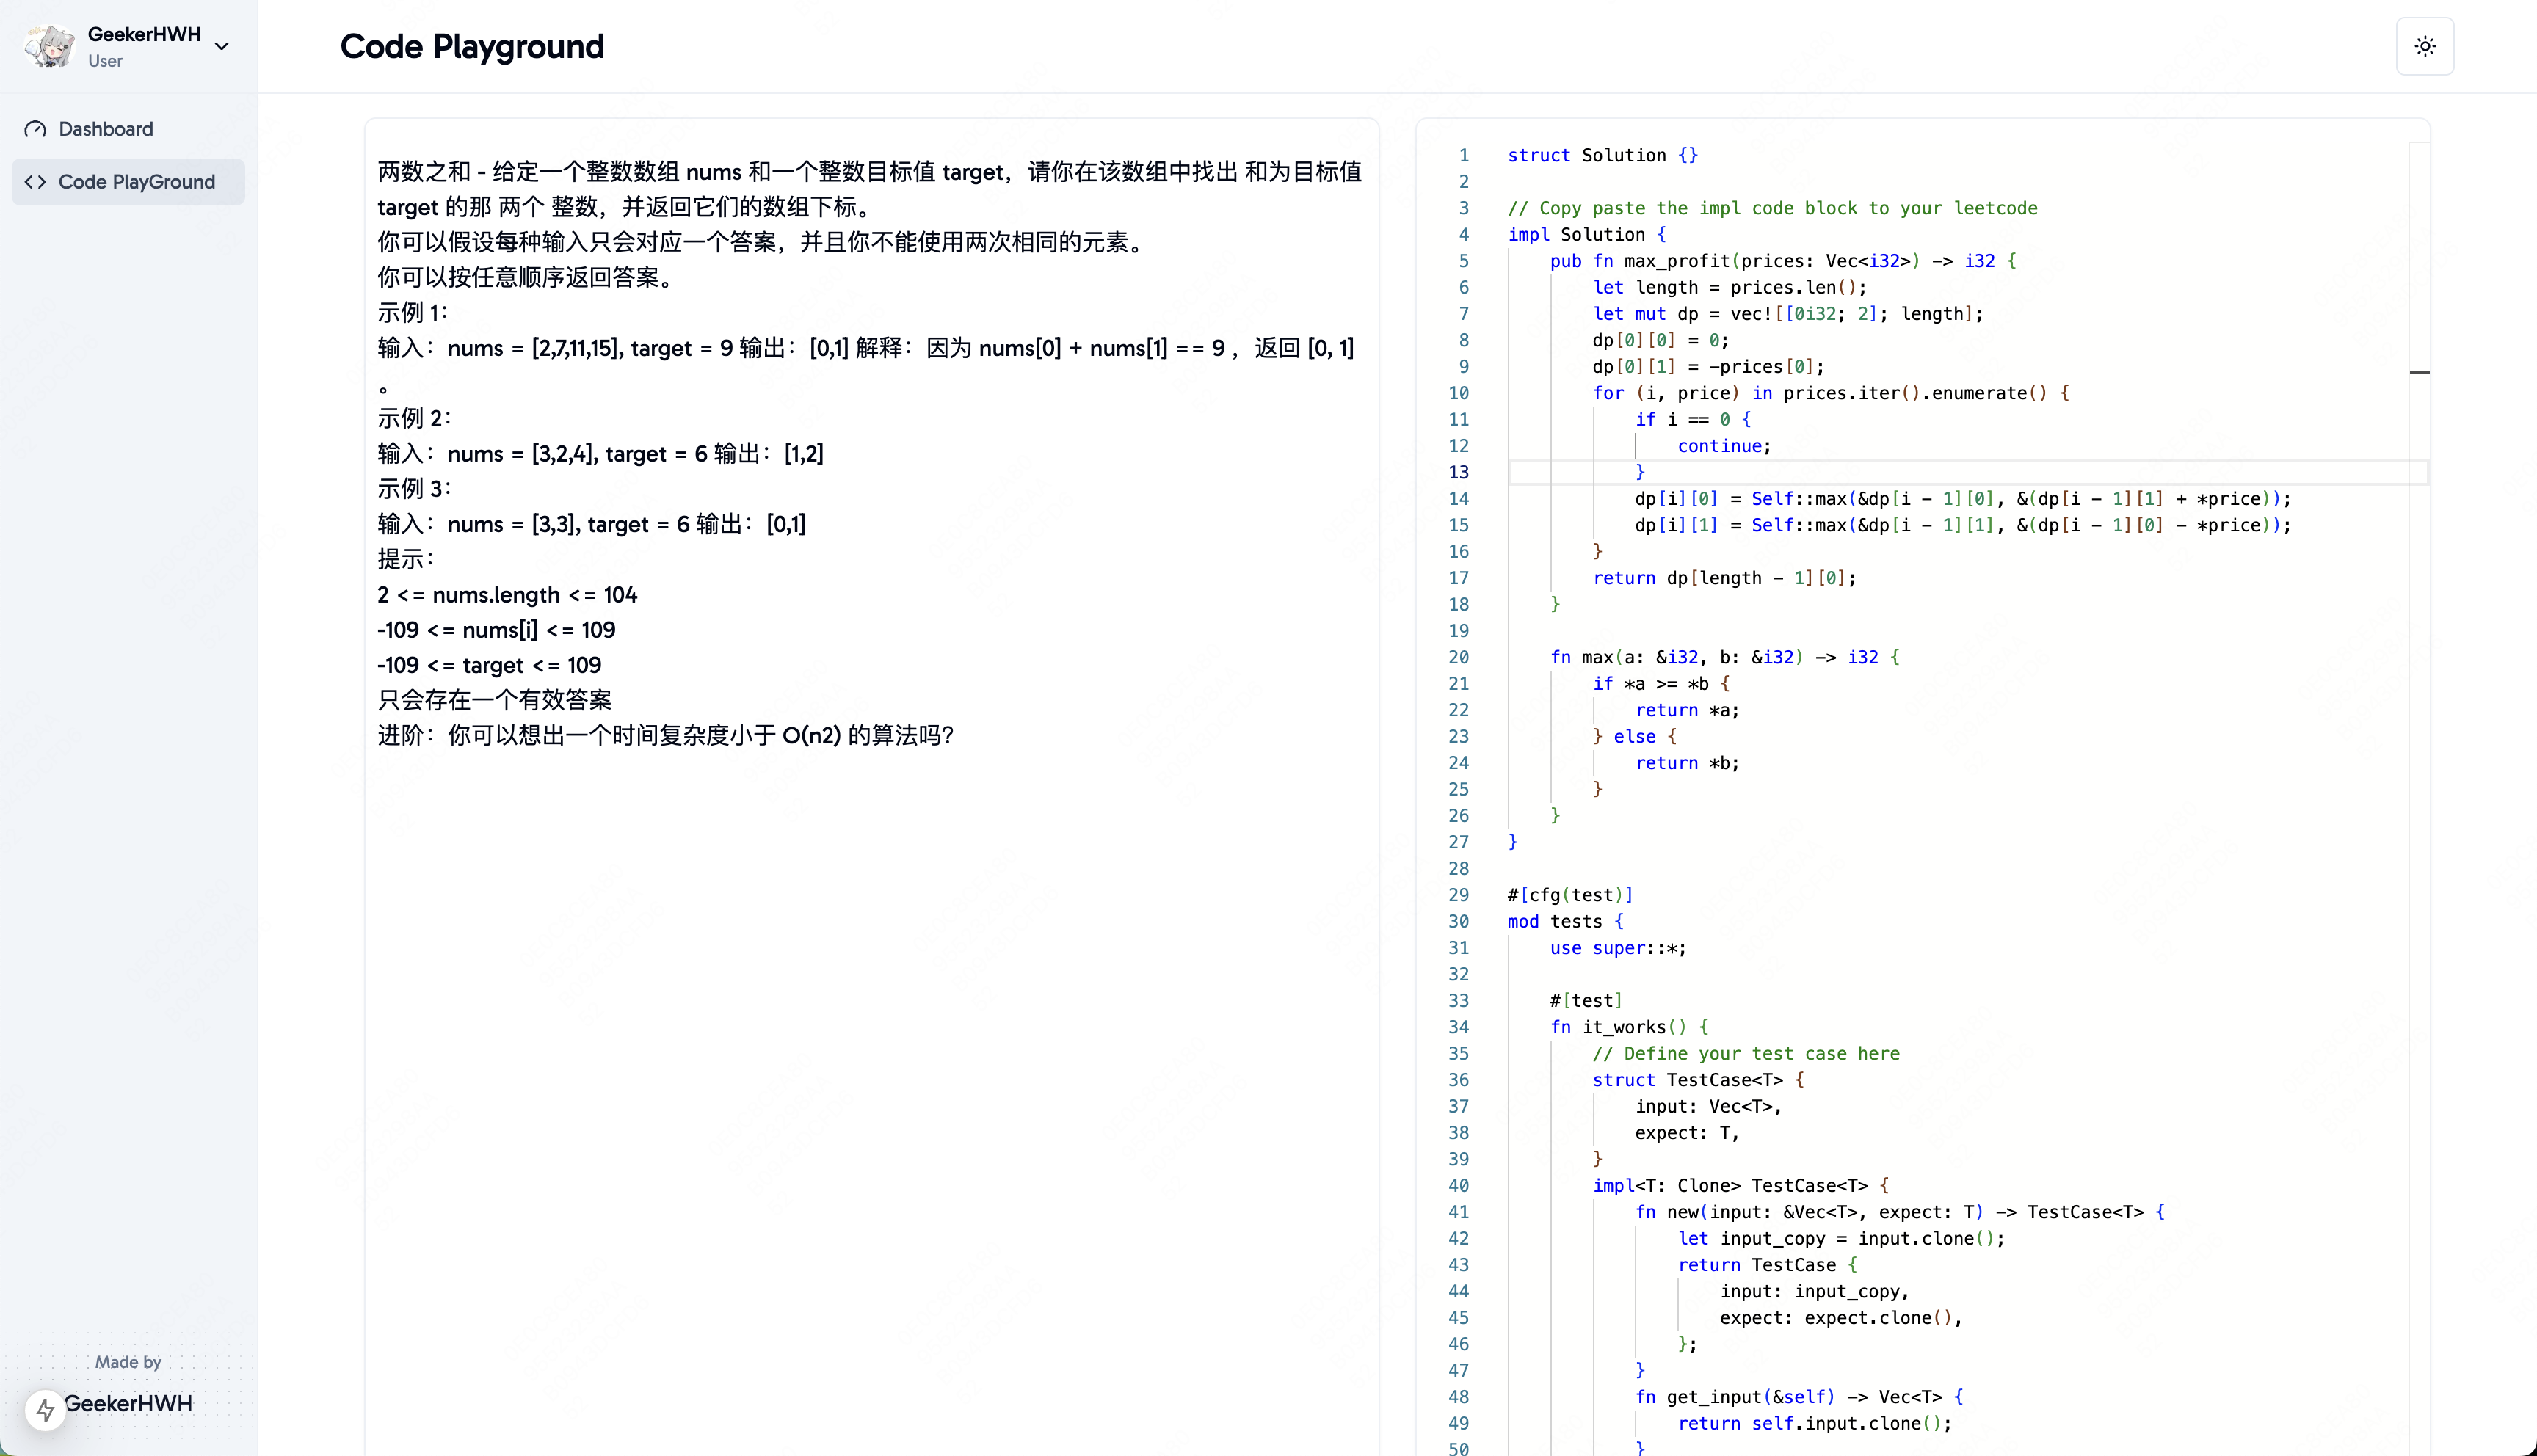 GeekerHWH
User
Dashboard
Code PlayGround
Made by
GeekerHWH
Code Playground
两数之和 - 给定一个整数数组 nums 和一个整数目标值 target，请你在该数组中找出 和为目标值
target 的那 两个 整数，并返回它们的数组下标。
你可以假设每种输入只会对应一个答案，并且你不能使用两次相同的元素。
你可以按任意顺序返回答案。
示例 1：
输入：nums = [2,7,11,15], target = 9 输出：[0,1] 解释：因为 nums[0] + nums[1] == 9 ，返回 [0, 1]
。
示例 2：
输入：nums = [3,2,4], target = 6 输出：[1,2]
示例 3：
输入：nums = [3,3], target = 6 输出：[0,1]
提示：
2 <= nums.length <= 104
-109 <= nums[i] <= 109
-109 <= target <= 109
只会存在一个有效答案
进阶：你可以想出一个时间复杂度小于 O(n2) 的算法吗？
1 struct Solution {}
2
3 // Copy paste the impl code block to your leetcode
4 impl Solution {
5     pub fn max_profit(prices: Vec<i32>) -> i32 {
6         let length = prices.len();
7         let mut dp = vec![[0i32; 2]; length];
8         dp[0][0] = 0;
9         dp[0][1] = -prices[0];
10         for (i, price) in prices.iter().enumerate() {
11             if i == 0 {
12                 continue;
13             }
14             dp[i][0] = Self::max(&dp[i - 1][0], &(dp[i - 1][1] + *price));
15             dp[i][1] = Self::max(&dp[i - 1][1], &(dp[i - 1][0] - *price));
16         }
17         return dp[length - 1][0];
18     }
19
20     fn max(a: &i32, b: &i32) -> i32 {
21         if *a >= *b {
22             return *a;
23         } else {
24             return *b;
25         }
26     }
27 }
28
29 #[cfg(test)]
30 mod tests {
31     use super::*;
32
33     #[test]
34     fn it_works() {
35         // Define your test case here
36         struct TestCase<T> {
37             input: Vec<T>,
38             expect: T,
39         }
40         impl<T: Clone> TestCase<T> {
41             fn new(input: &Vec<T>, expect: T) -> TestCase<T> {
42                 let input_copy = input.clone();
43                 return TestCase {
44                     input: input_copy,
45                     expect: expect.clone(),
46                 };
47             }
48             fn get_input(&self) -> Vec<T> {
49                 return self.input.clone();
50             }